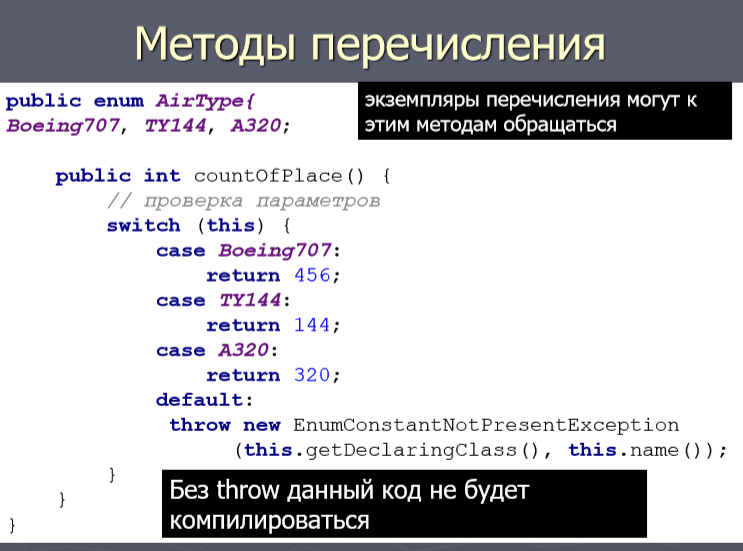 Методы перечисления
public enum AirType{
Boeing707, TY144, A320;
экземпляры перечисления могут к
этим методам обращаться
public int countOfPlace() {
// проверка параметров
switch (this) {
case Boeing707:
return 456;
case TY144:
return 144;
case A320:
return 320;
default:
throw new EnumConstantNotPresentException
(this.getDeclaringClass(), this.name());
}
}
}
Без throw данный код не будет
компилироваться